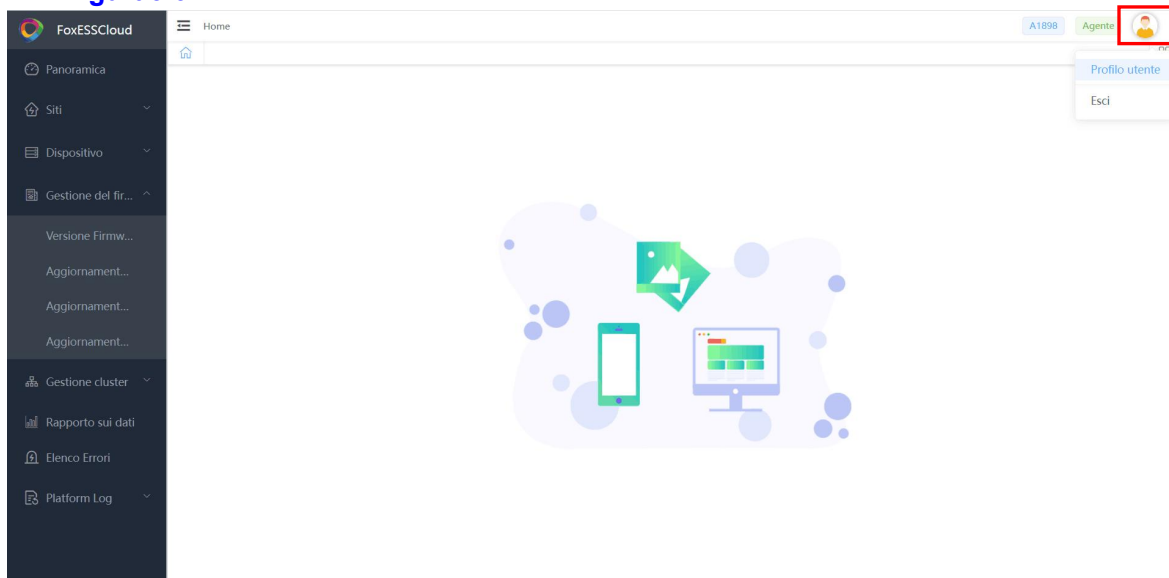 FoxESSCloud
Home
A1898
Agente
Panoramica
Profilo utente
Siti
Esci
Dispositivo
Gestione del fir...
Versione Firmw...
Aggiornament...
Aggiornament...
Aggiornament...
Gestione cluster
Rapporto sui dati
Elenco Errori
Platform Log